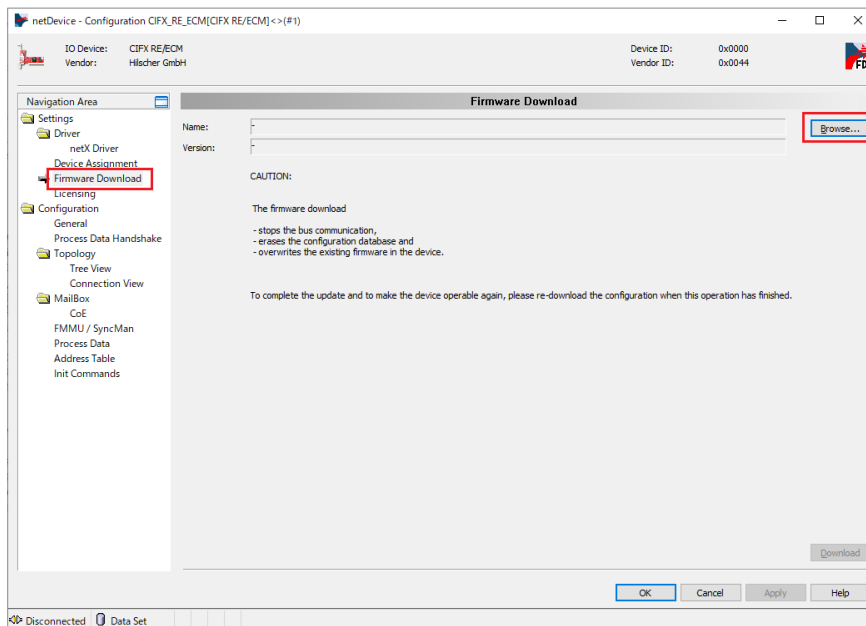 netDevice - Configuration CIFX_RE_ECM[CIFX RE/ECM]<>(#1)
IO Device: CIFX RE/ECM Device ID: 0x0000
Vendor: Hilscher GmbH Vendor ID: 0x0044
Navigation Area
Settings
Driver
netX Driver
Device Assignment
Firmware Download
Licensing
Configuration
General
Process Data Handshake
Topology
Tree View
Connection View
MailBox
CoE
FMMU / SyncMan
Process Data
Address Table
Init Commands
Firmware Download
Name: -
Browse...
Version: -
CAUTION:
The firmware download
- stops the bus communication,
- erases the configuration database and
- overwrites the existing firmware in the device.
To complete the update and to make the device operable again, please re-download the configuration when this operation has finished.
Download
OK Cancel Apply Help
Disconnected Data Set